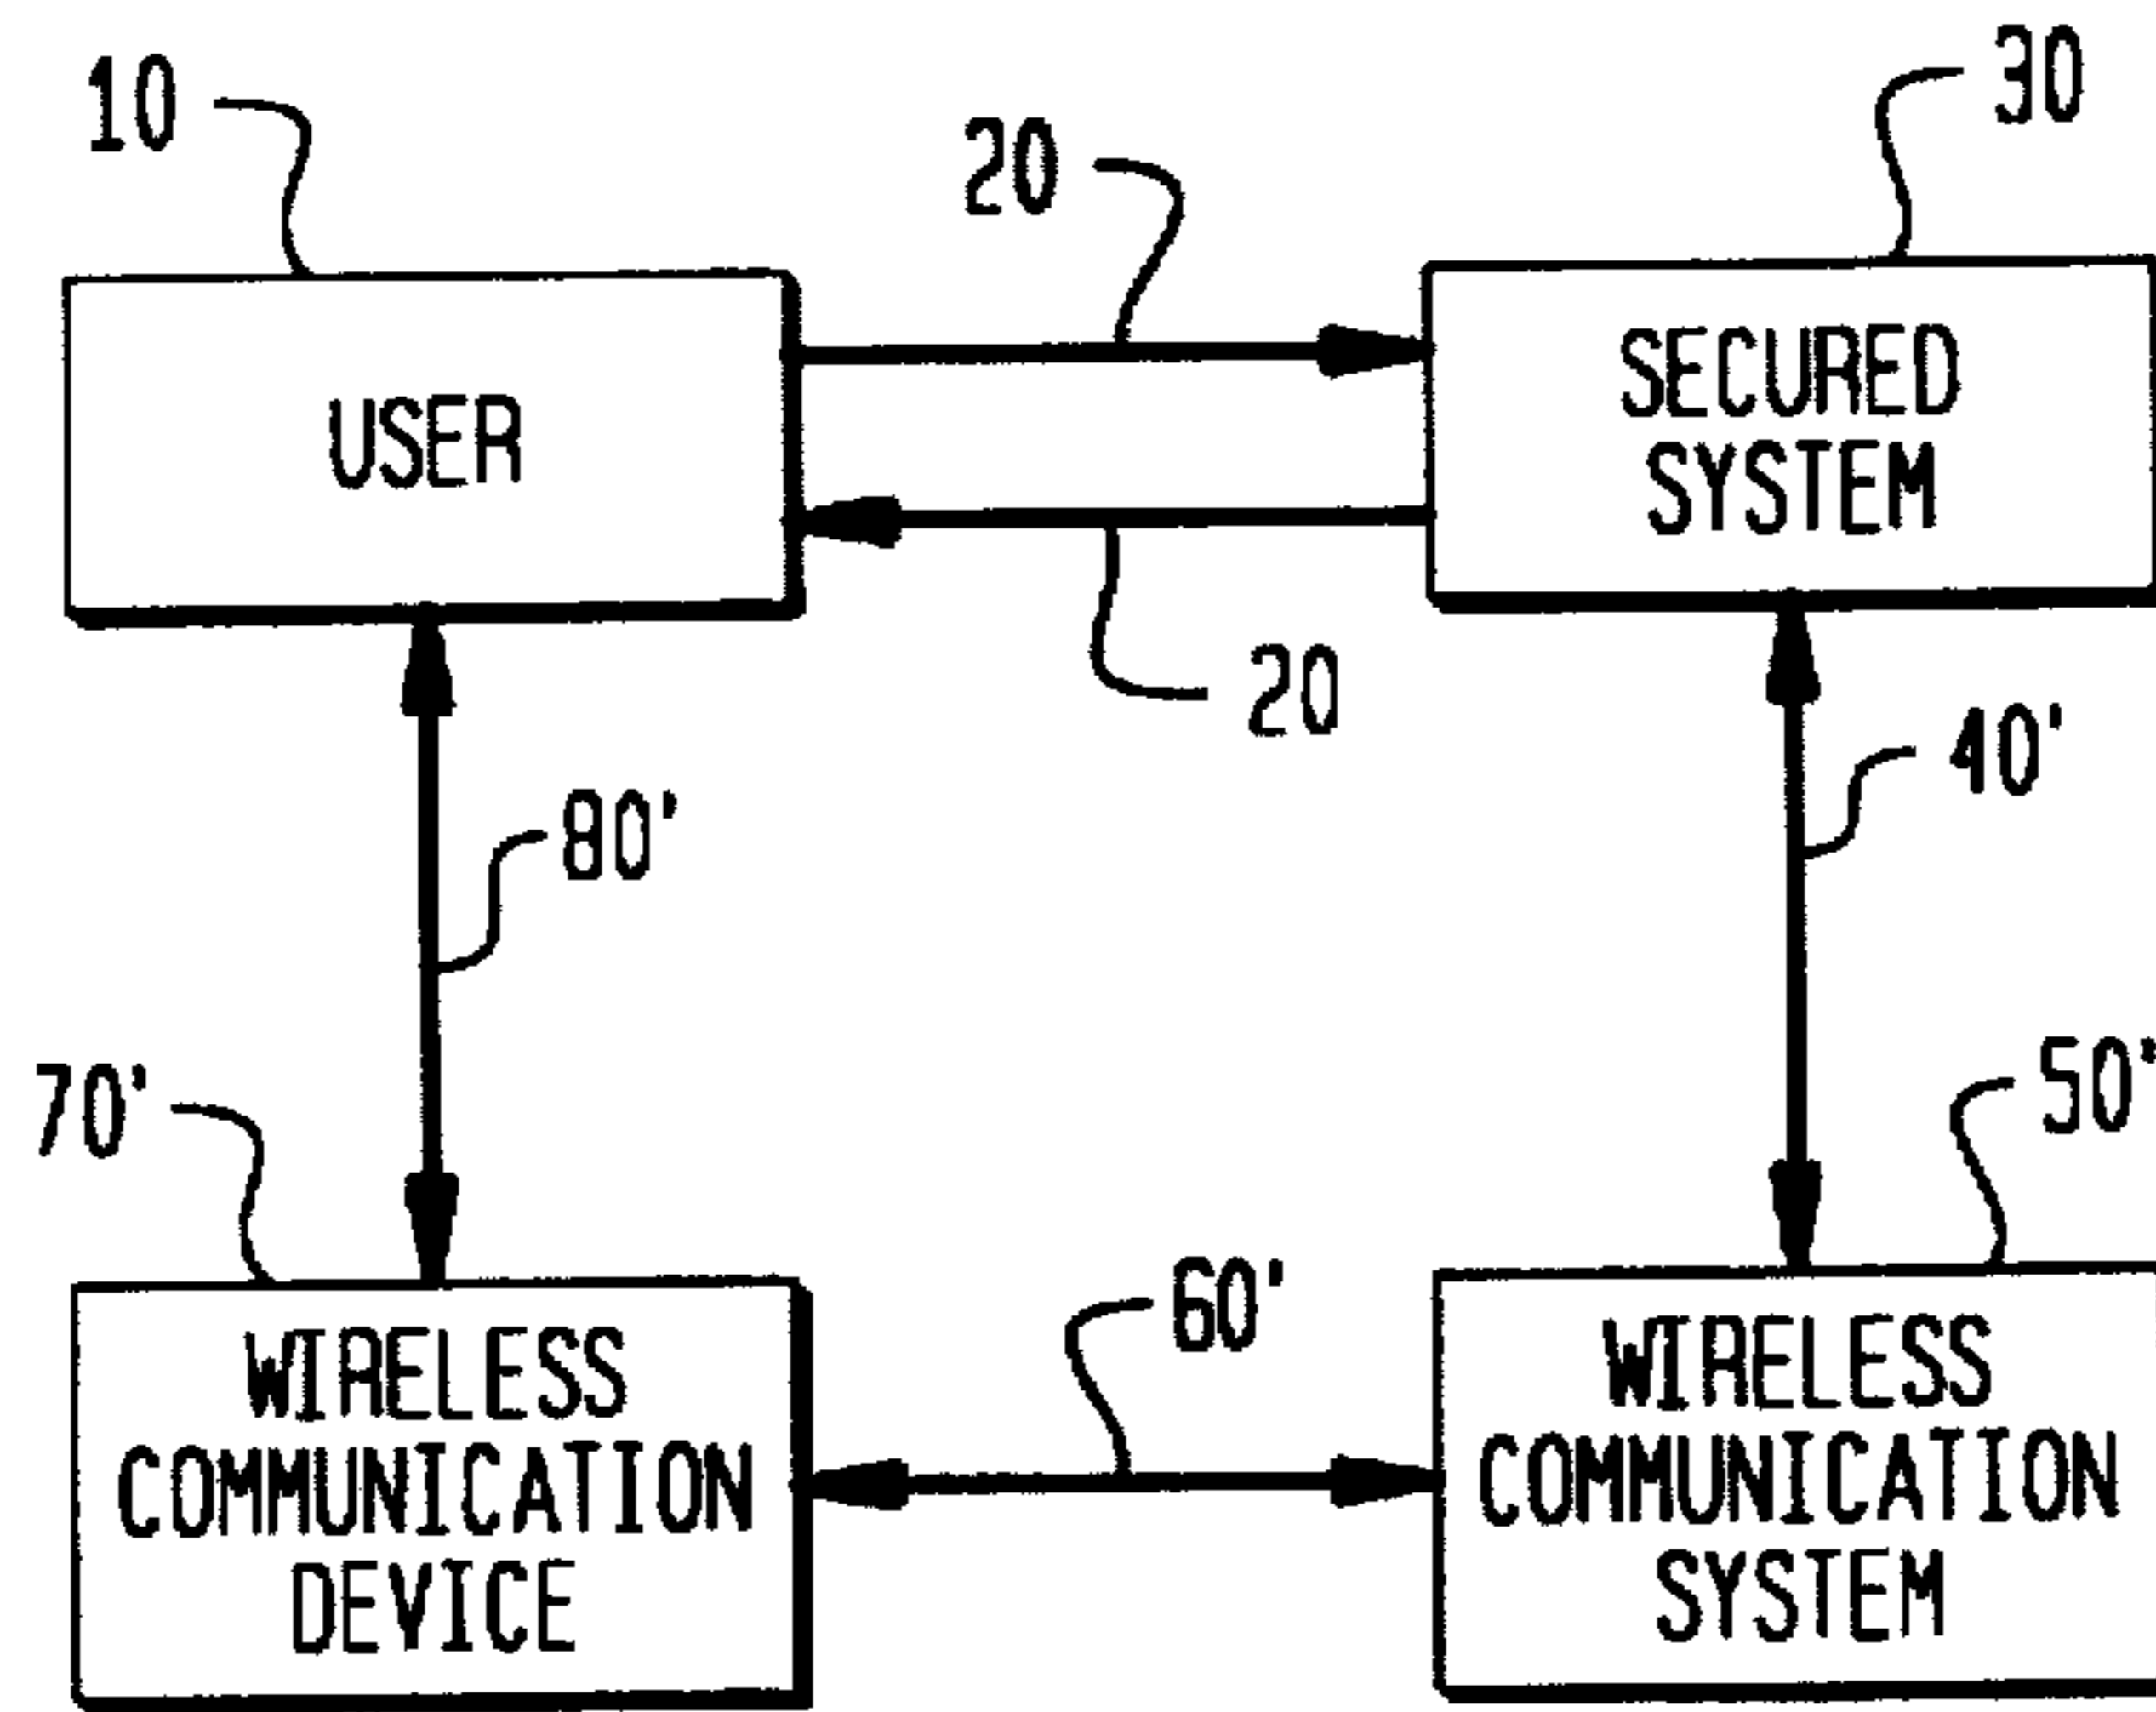 10
20
30
USER
SECURED
SYSTEM
20
40'
80'
70'
50'
60'
WIRELESS
COMMUNICATION
DEVICE
WIRELESS
COMMUNICATION
SYSTEM